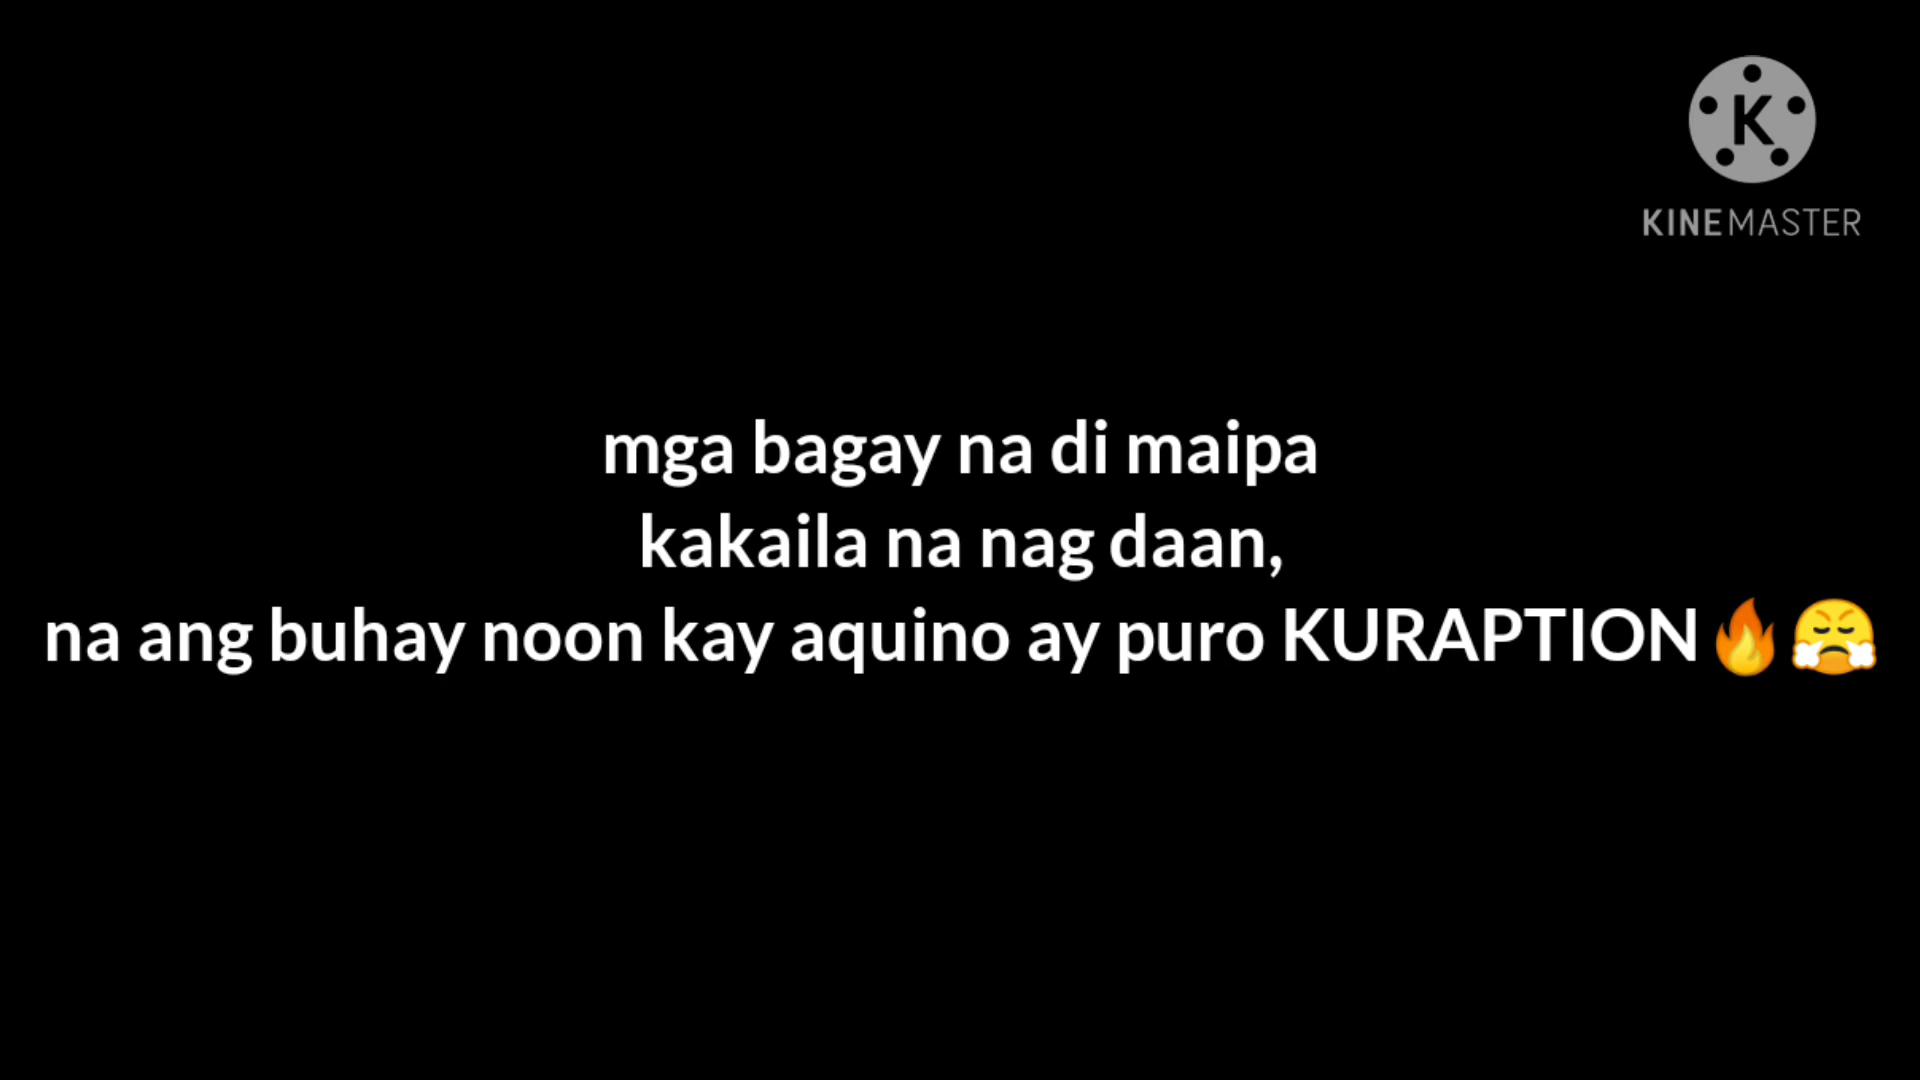 K
KINEMASTER
mga bagay na di maipa
kakaila na nag daan,
na ang buhay noon kay aquino ay puro KURAPTION🔥😤